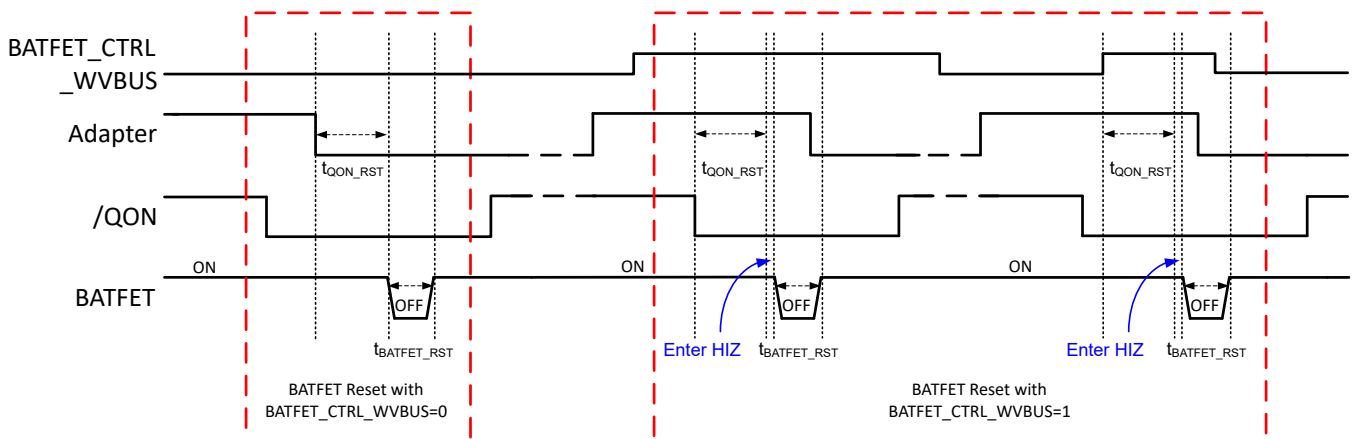 BATFET_CTRL
_WVBUS
Adapter
tQON_RST
tQON_RST
tQON_RST
/QON
ON
ON
ON
BATFET
OFF
OFF
OFF
tBATFET_RST
Enter HIZ
tBATFET_RST
Enter HIZ
tBATFET_RST
BATFET Reset with
BATFET_CTRL_WVBUS=0
BATFET Reset with
BATFET_CTRL_WVBUS=1